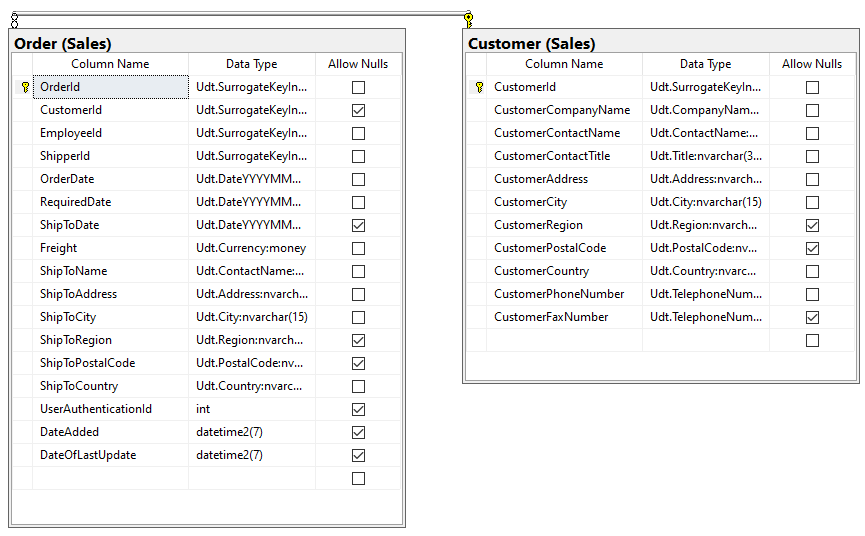 Order (Sales)
Column Name Data Type Allow Nulls
OrderId Udt.SurrogateKeyIn...
CustomerId Udt.SurrogateKeyIn...
EmployeeId Udt.SurrogateKeyIn...
ShipperId Udt.SurrogateKeyIn...
OrderDate Udt.DateYYYYMM...
RequiredDate Udt.DateYYYYMM...
ShipToDate Udt.DateYYYYMM...
Freight Udt.Currency:money
ShipToName Udt.ContactName:...
ShipToAddress Udt.Address:nvarch...
ShipToCity Udt.City:nvarchar(15)
ShipToRegion Udt.Region:nvarch...
ShipToPostalCode Udt.PostalCode:nv...
ShipToCountry Udt.Country:nvarc...
UserAuthenticationId int
DateAdded datetime2(7)
DateOfLastUpdate datetime2(7)
Customer (Sales)
Column Name Data Type Allow Nulls
CustomerId Udt.SurrogateKeyIn...
CustomerCompanyName Udt.CompanyNam...
CustomerContactName Udt.ContactName:...
CustomerContactTitle Udt.Title:nvarchar(3...
CustomerAddress Udt.Address:nvarch...
CustomerCity Udt.City:nvarchar(15)
CustomerRegion Udt.Region:nvarch...
CustomerPostalCode Udt.PostalCode:nv...
CustomerCountry Udt.Country:nvarc...
CustomerPhoneNumber Udt.TelephoneNum...
CustomerFaxNumber Udt.TelephoneNum...